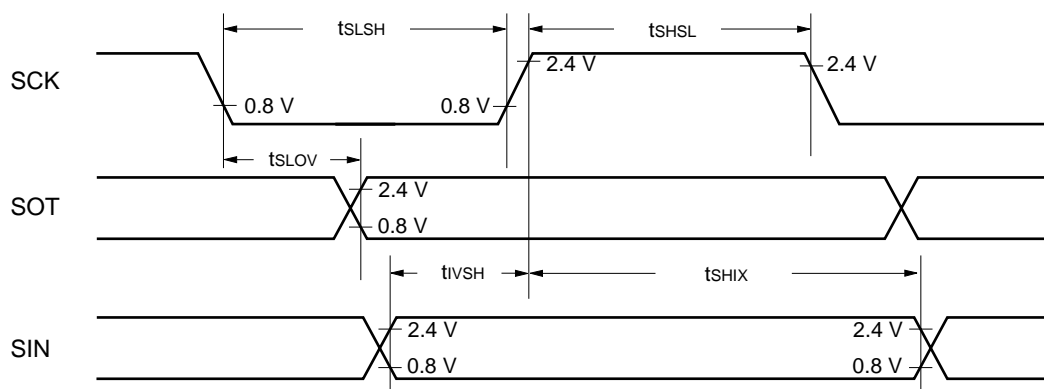 tSLSH tSHSL
SCK 0.8 V 0.8 V 2.4 V 2.4 V
tSLOV
SOT 2.4 V
0.8 V
tIVSH tSHIX
SIN 2.4 V 2.4 V
0.8 V 0.8 V